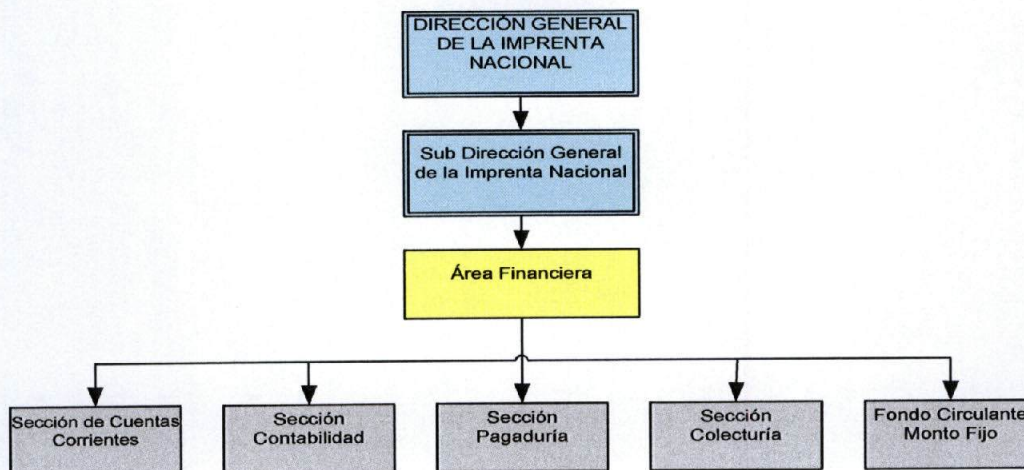 DIRECCIÓN GENERAL
DE LA IMPRENTA
NACIONAL
Sub Dirección General
de la Imprenta Nacional
Área Financiera
Sección de Cuentas
Corrientes
Sección
Contabilidad
Sección
Pagaduría
Sección
Colecturía
Fondo Circulante
Monto Fijo